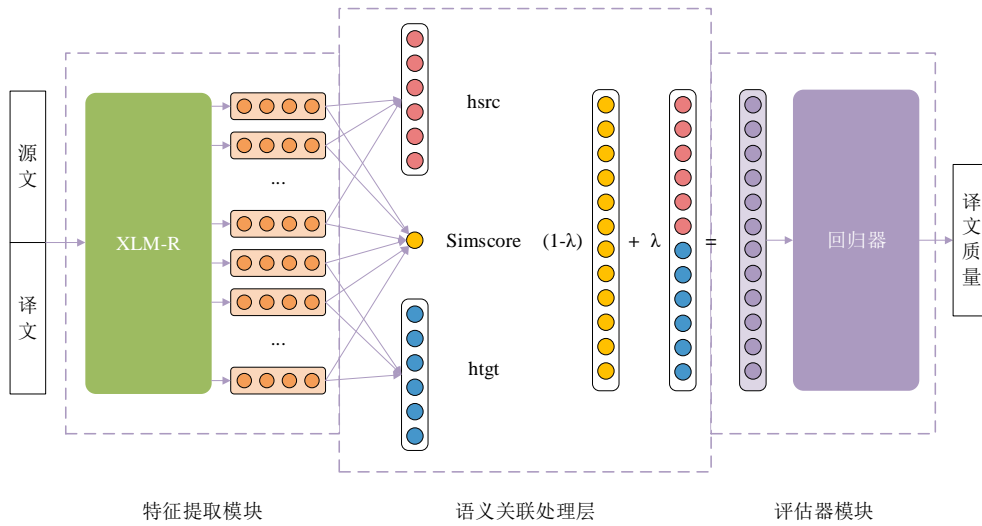 源文
译文
XLM-R
...
...
hsrc
Simscore
htgt
(1-λ)
+
λ
=
回归器
译文质量
特征提取模块
语义关联处理层
评估器模块